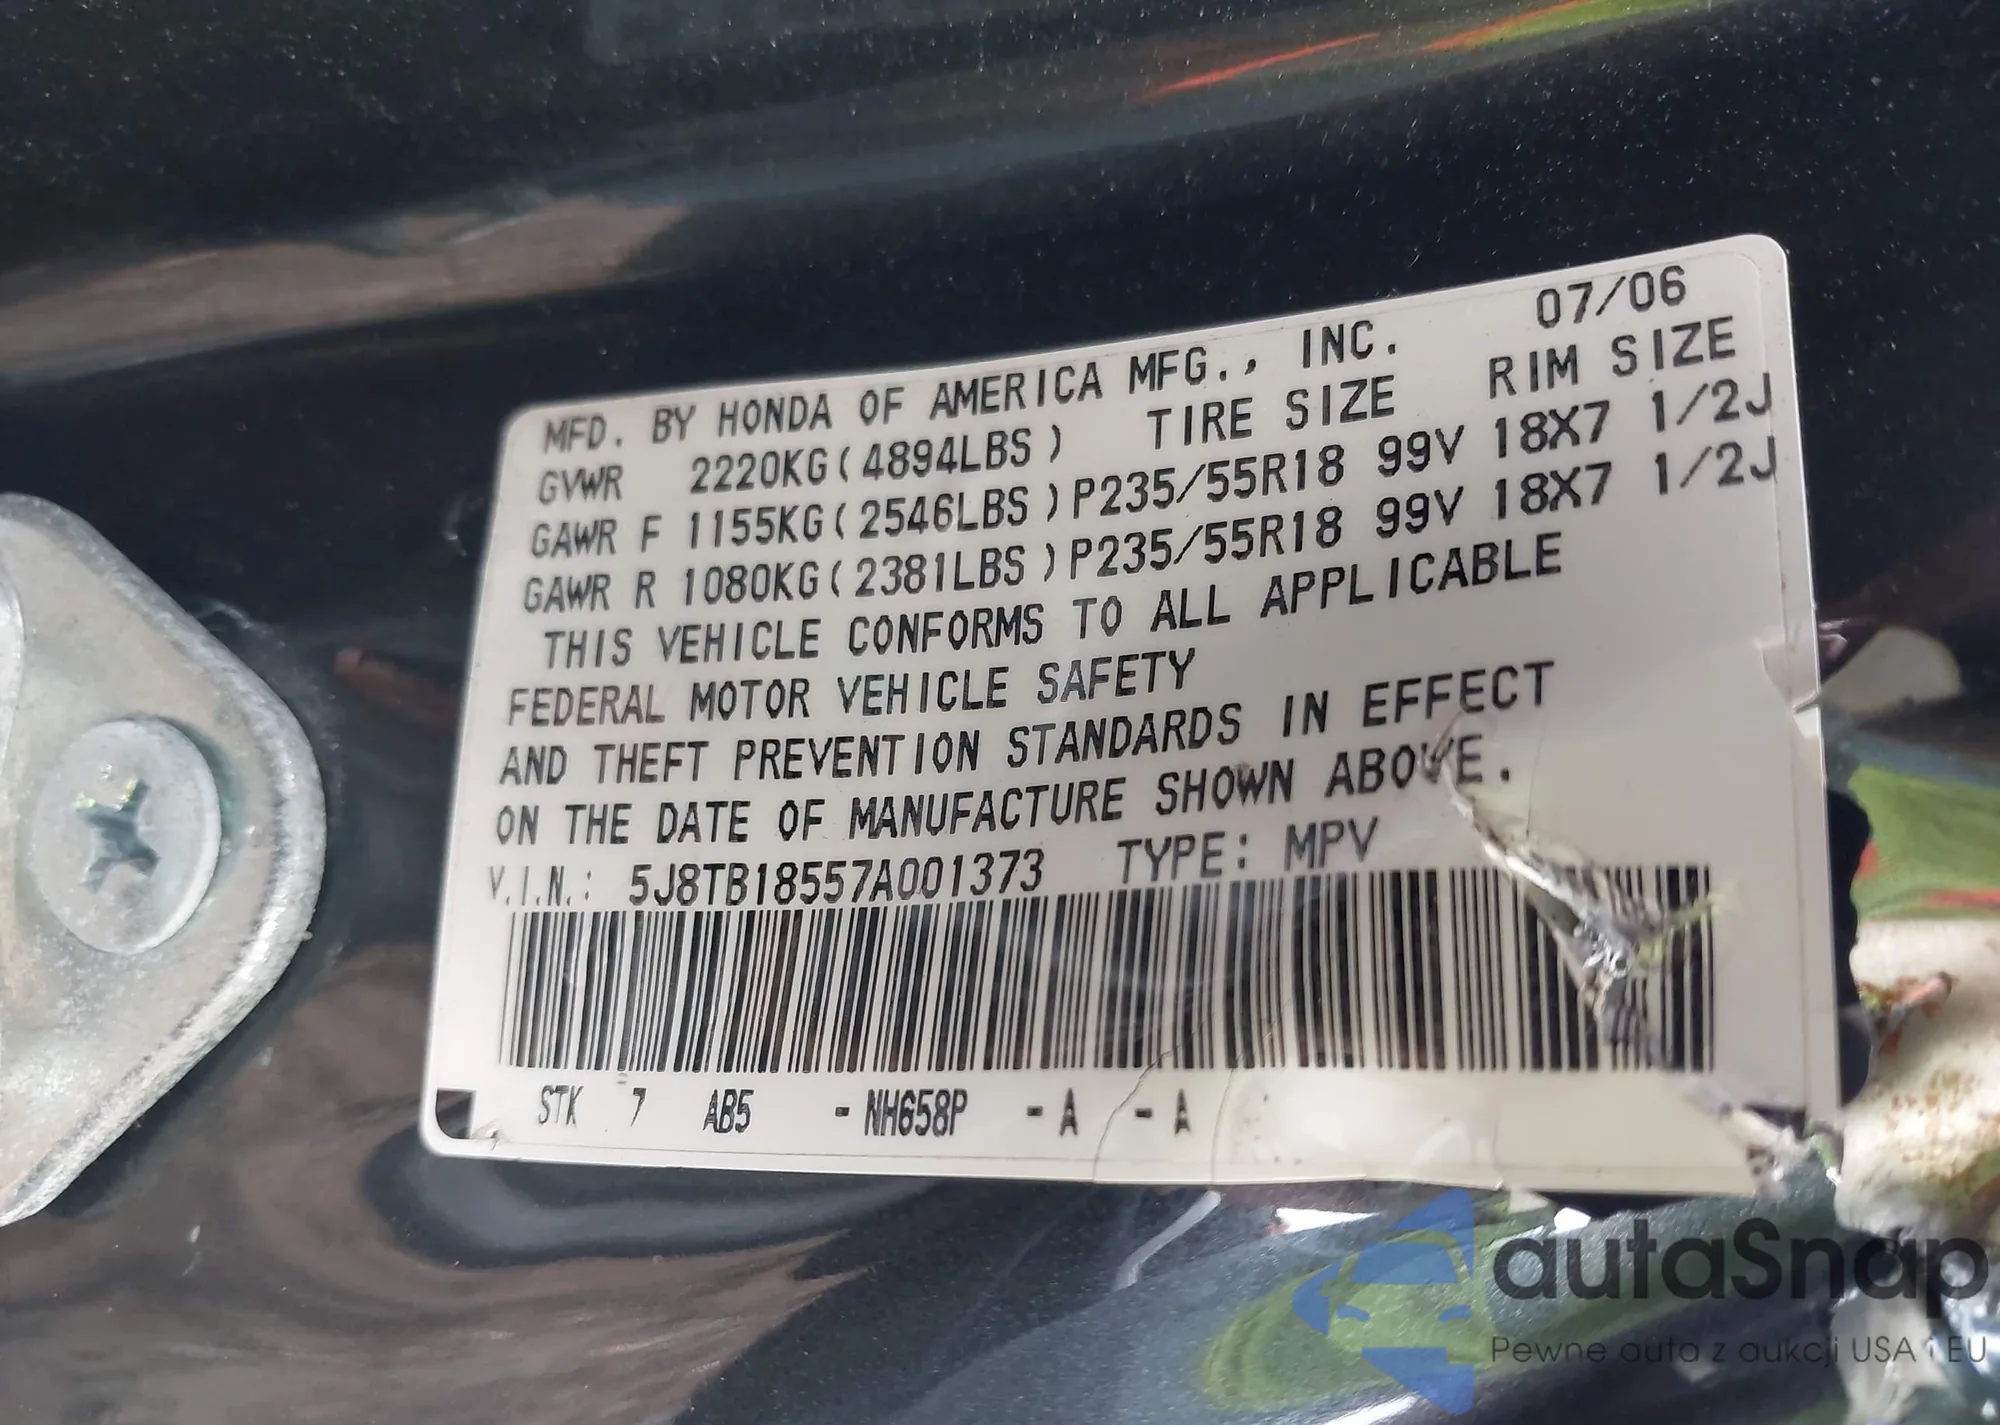 MFD. BY HONDA OF AMERICA MFG., INC. 07/06
GVWR 2220KG(4894LBS) TIRE SIZE RIM SIZE
GAWR F 1155KG(2546LBS)P235/55R18 99V 18X7 1/2J
GAWR R 1080KG(2381LBS)P235/55R18 99V 18X7 1/2J
THIS VEHICLE CONFORMS TO ALL APPLICABLE
FEDERAL MOTOR VEHICLE SAFETY
AND THEFT PREVENTION STANDARDS IN EFFECT
ON THE DATE OF MANUFACTURE SHOWN ABOVE.
V.I.N.: 5J8TB18557A001373 TYPE: MPV
STK 7 AB5 -NH658P -A -A
autaSnap
Pewne auta z aukcji USA i EU